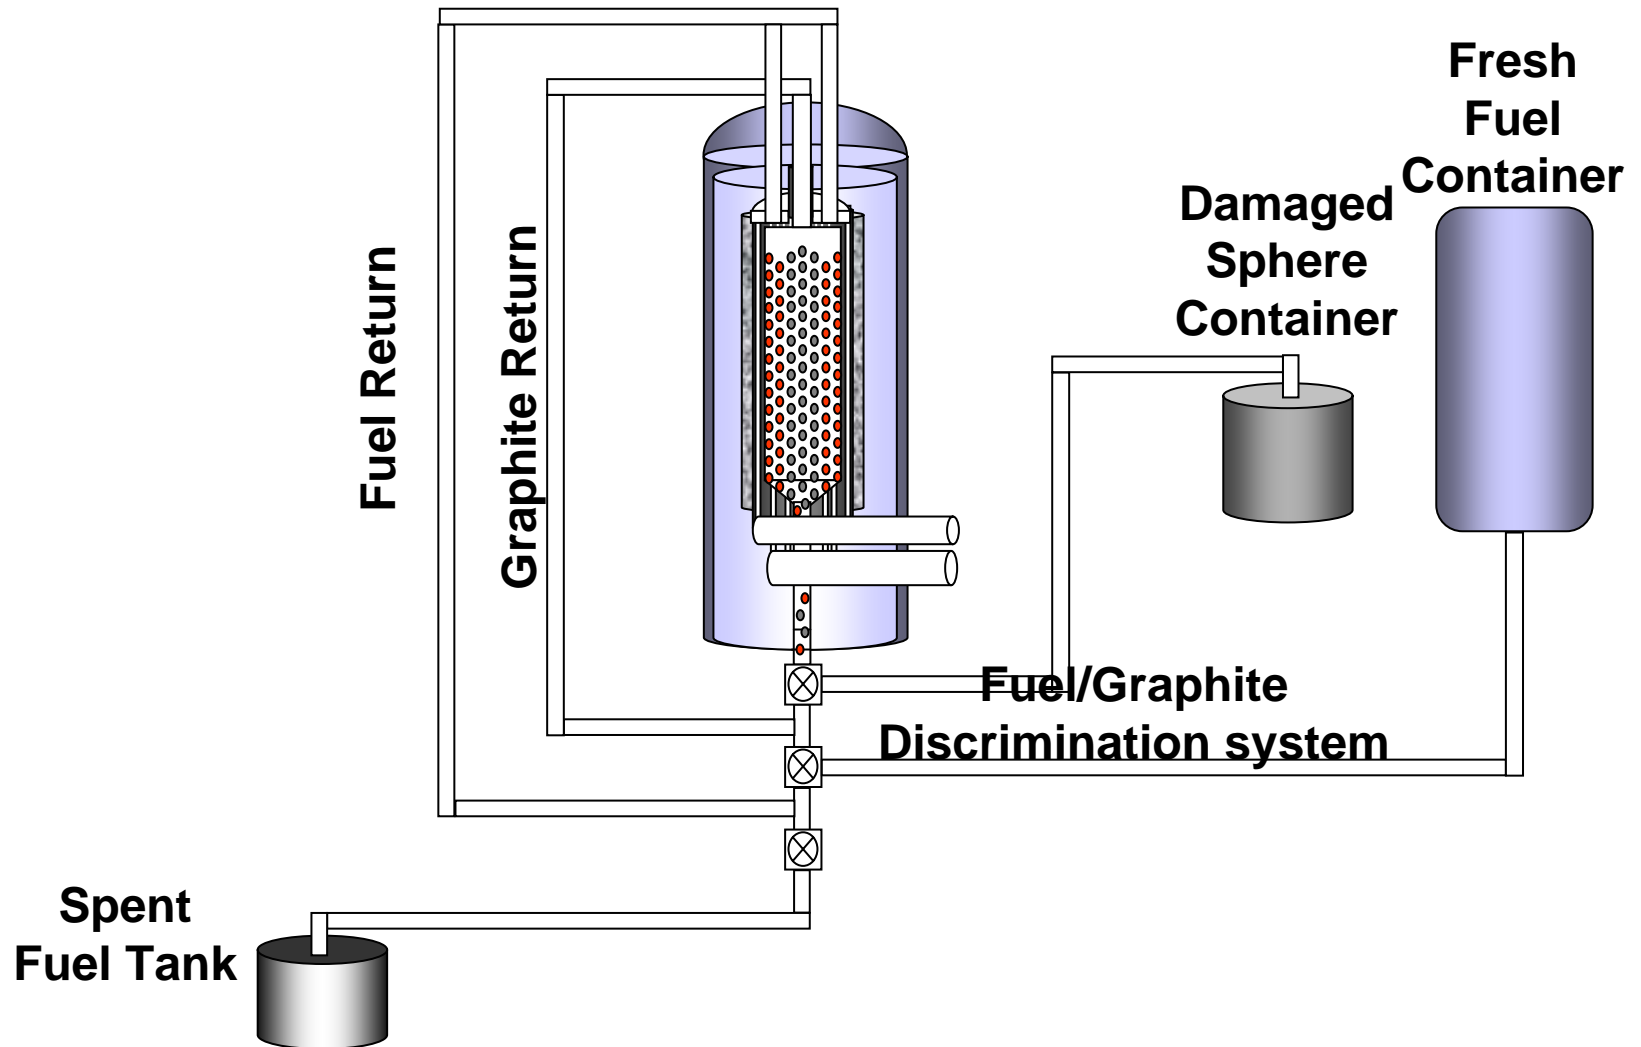 Fresh
Fuel
Container
Damaged
Sphere
Container
Fuel Return
Graphite Return
Fuel/Graphite
Discrimination system
Spent
Fuel Tank